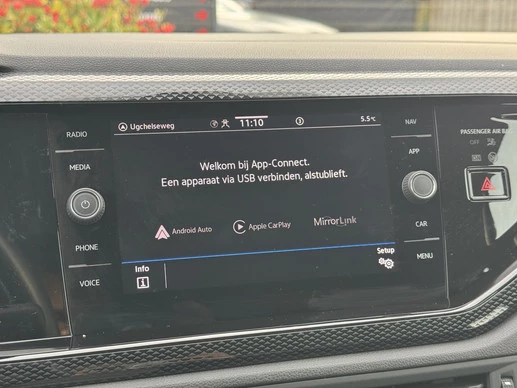 RADIO
MEDIA
PHONE
VOICE
Ugchelseweg
11:10
5.5°C
Welkom bij App-Connect.
Een apparaat via USB verbinden, alstublieft.
Android Auto
Apple CarPlay
MirrorLink
Info
Setup
NAV
APP
CAR
MENU
PASSENGER AIR BAG
OFF